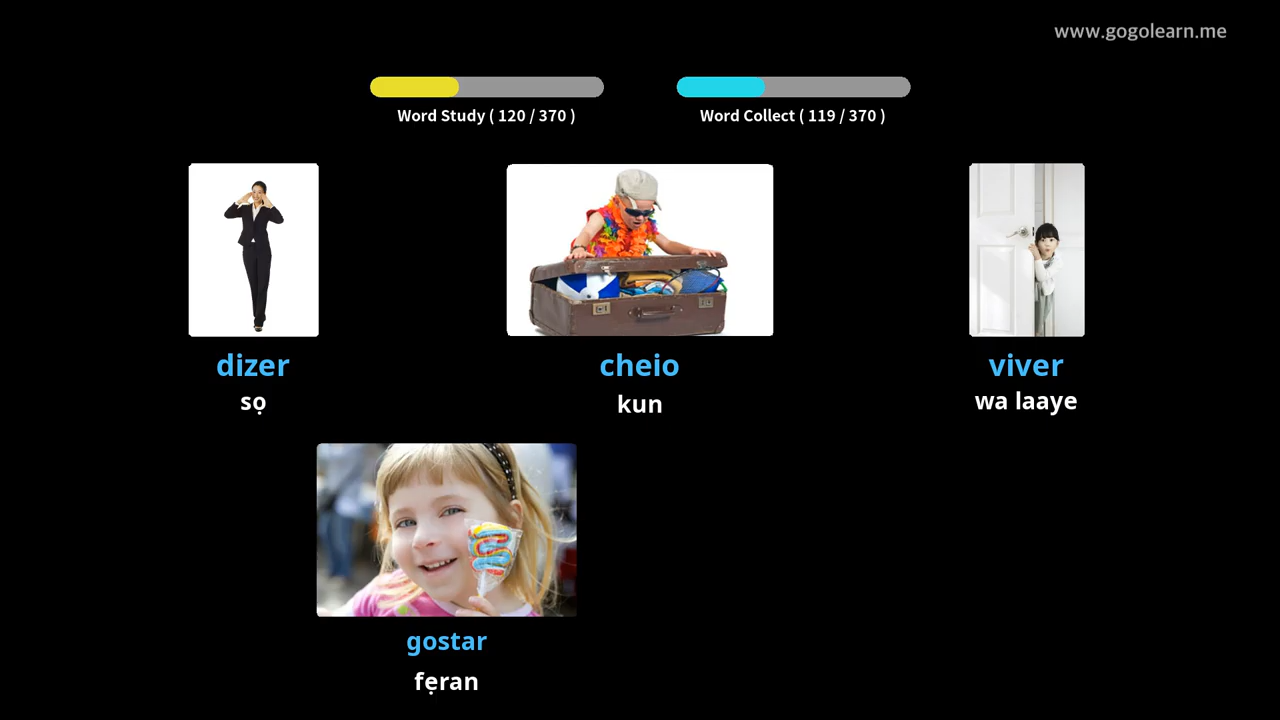 www.gogolearn.me
Word Study ( 120 / 370 )
Word Collect ( 119 / 370 )
dizer
sọ
cheio
kun
viver
wa laaye
gostar
fẹran